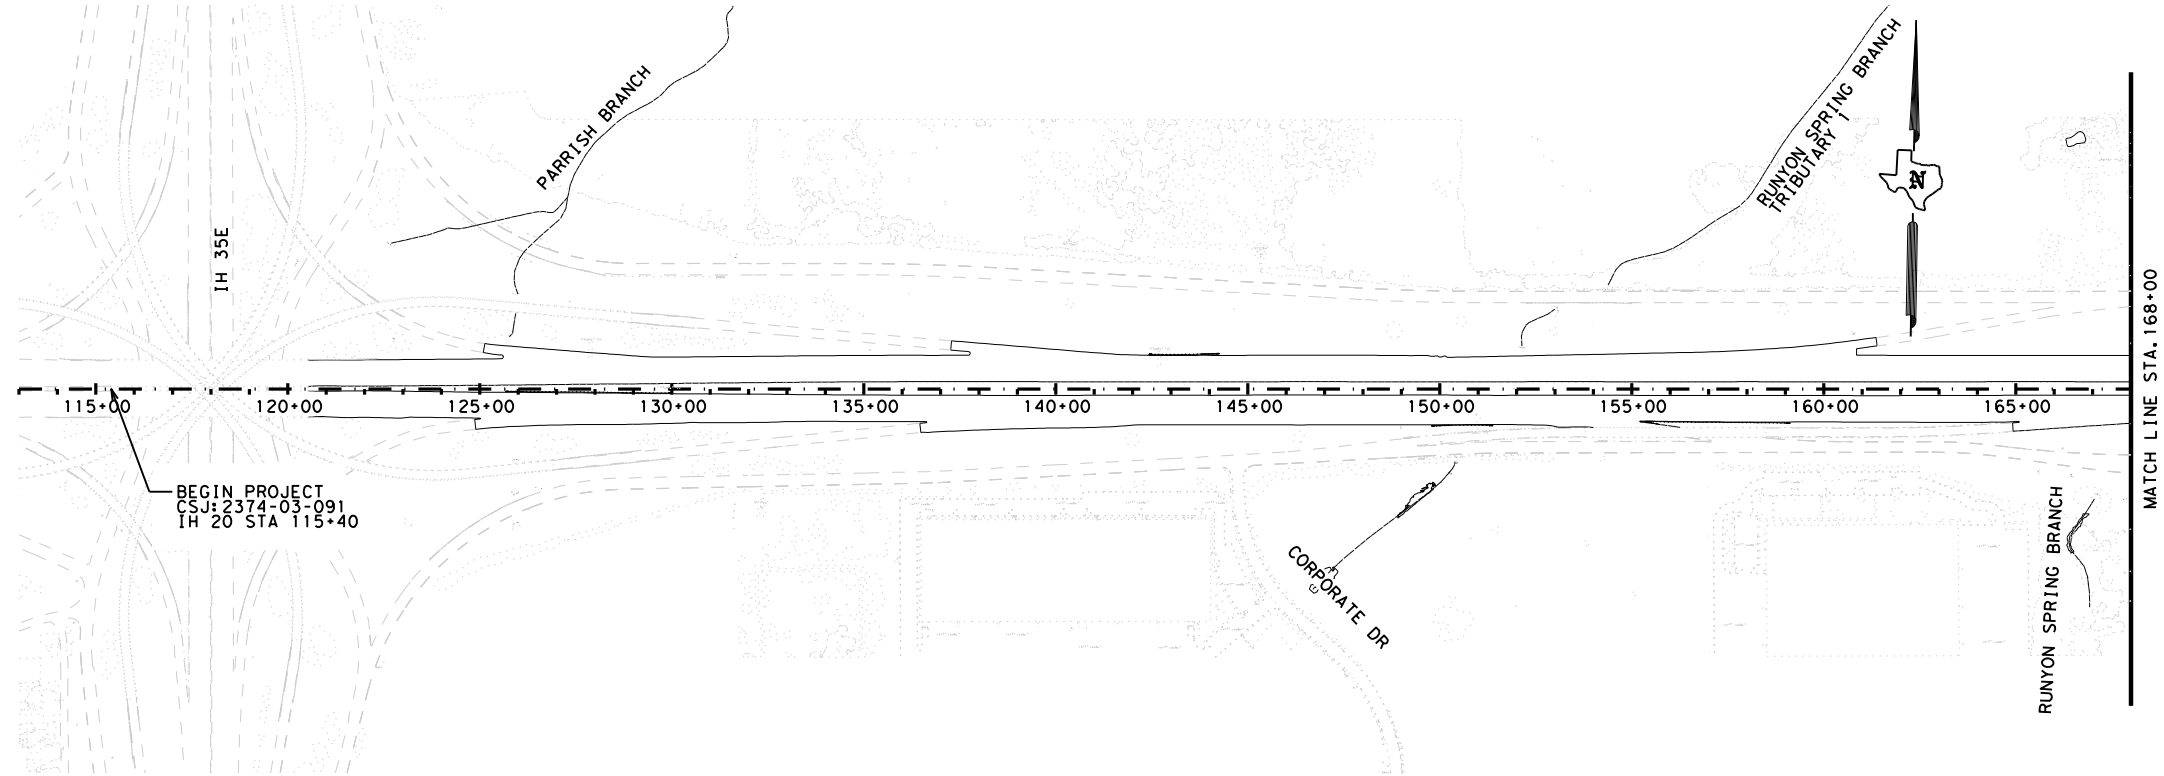 PARRISH BRANCH
RUNYON SPRING BRANCH
TRIBUTARY 1
N
IH 35E
MATCH LINE STA. 168+00
115+00 120+00 125+00 130+00 135+00 140+00 145+00 150+00 155+00 160+00 165+00
BEGIN PROJECT
CSJ: 2374-03-091
IH 20 STA 115+40
CORPORATE DR
RUNYON SPRING BRANCH